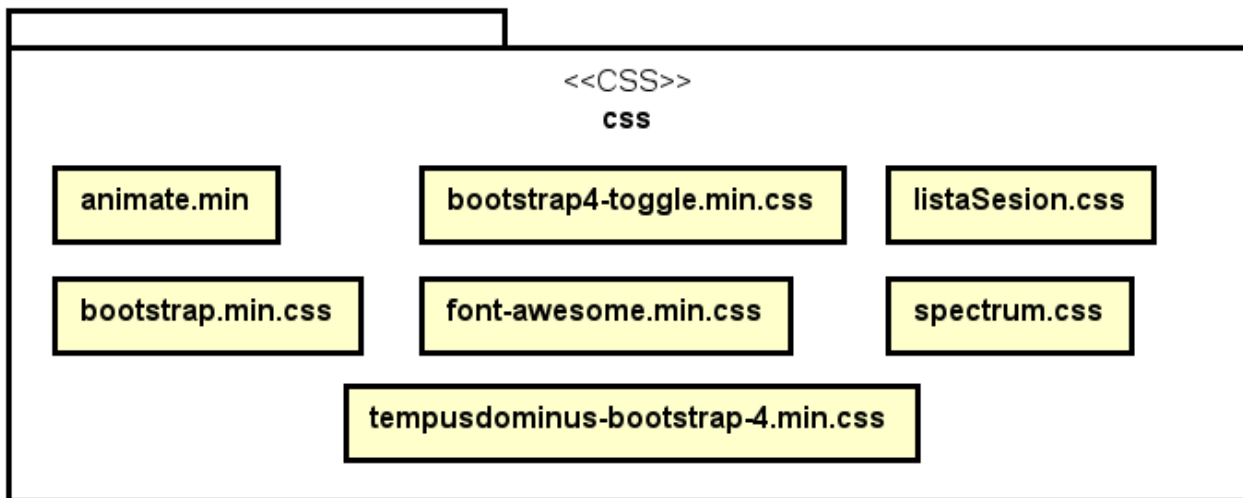 <<CSS>>
css
animate.min
bootstrap4-toggle.min.css
listaSesion.css
bootstrap.min.css
font-awesome.min.css
spectrum.css
tempusdominus-bootstrap-4.min.css